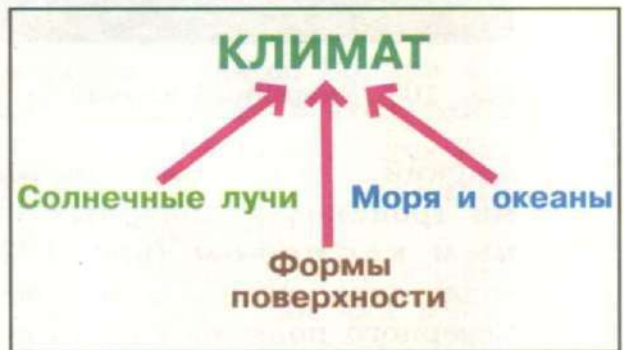 КЛИМАТ
Солнечные лучи
Моря и океаны
Формы
поверхности